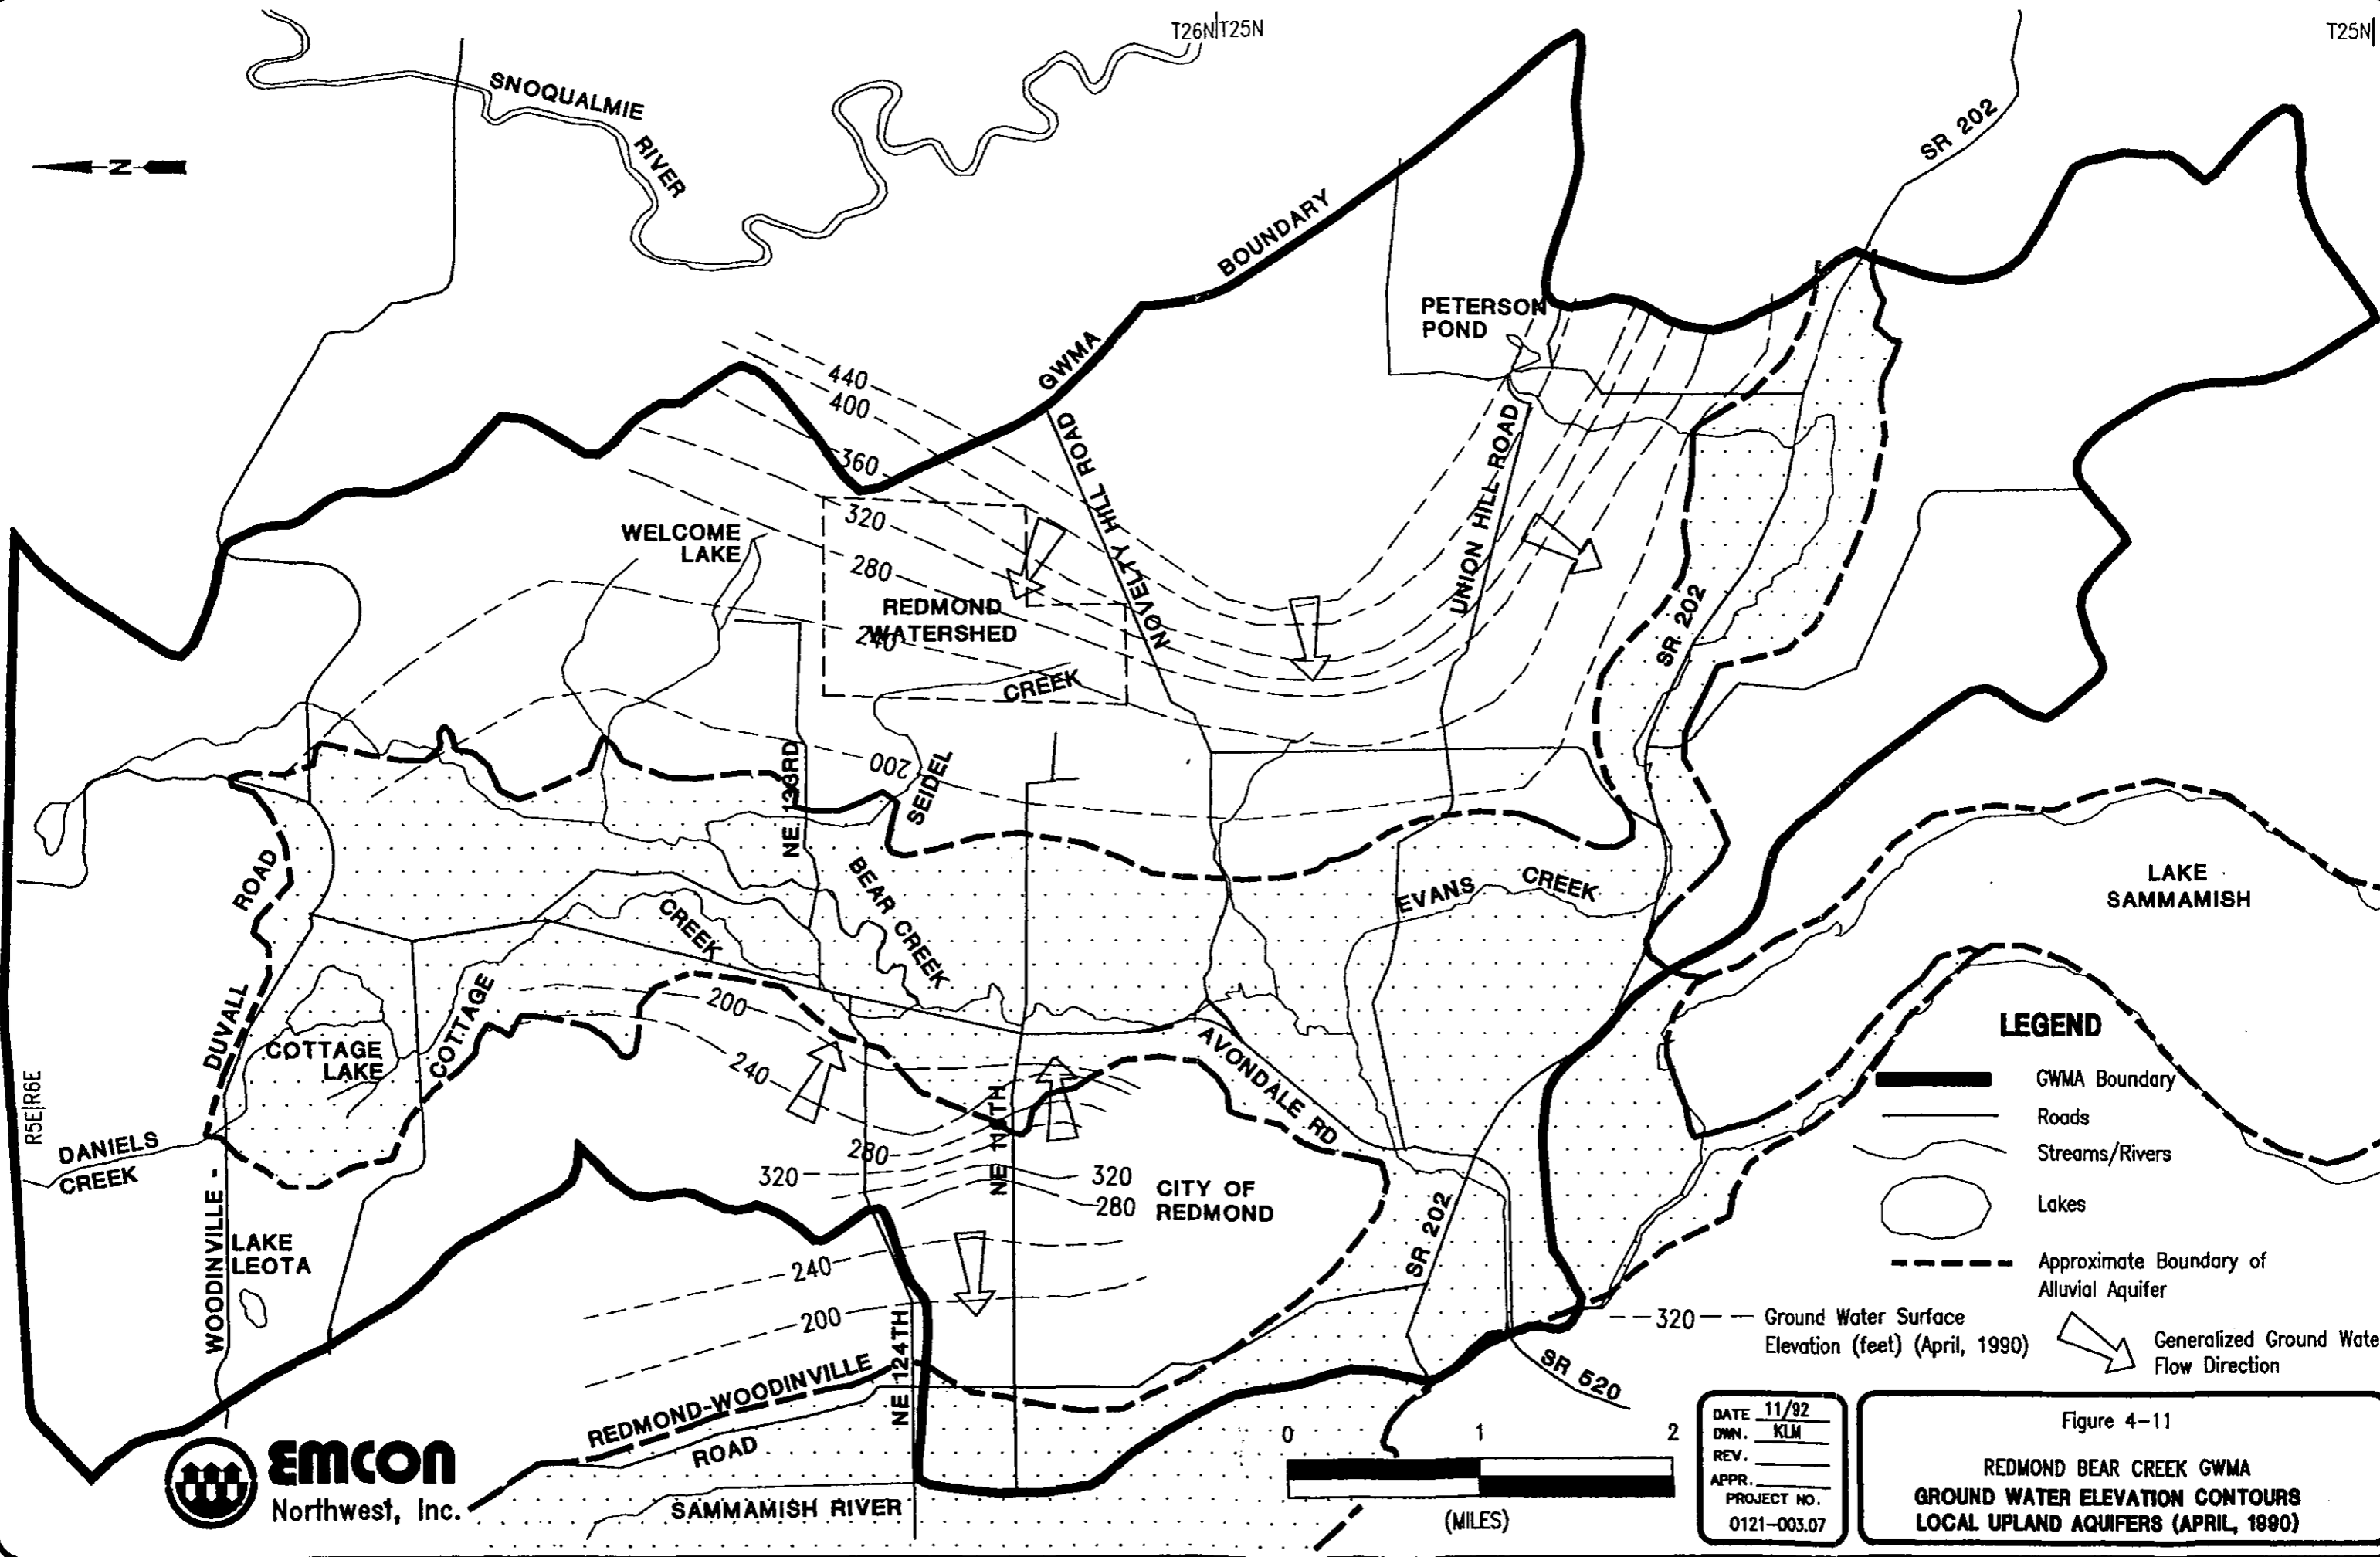 T26N|T25N
T25N|
SNOQUALMIE
RIVER
N
SR 202
BOUNDARY
GWMA
PETERSON
POND
440
400
360
320
280
240
200
NOVELTY HILL ROAD
UNION HILL ROAD
WELCOME
LAKE
REDMOND
WATERSHED
CREEK
SEIDEL
SR 202
NE 133RD
BEAR CREEK
ROAD
DUVALL
WOODINVILLE -
CREEK
COTTAGE
COTTAGE
LAKE
EVANS
CREEK
LAKE
SAMMAMISH
R5E|R6E
DANIELS
CREEK
LAKE
LEOTA
200
240
280
320
320
280
240
200
NE 116TH
AVONDALE RD
CITY OF
REDMOND
SR 202
NE 124TH
REDMOND-WOODINVILLE
ROAD
SAMMAMISH RIVER
SR 520
LEGEND
GWMA Boundary
Roads
Streams/Rivers
Lakes
Approximate Boundary of
Alluvial Aquifer
320
Ground Water Surface
Elevation (feet) (April, 1990)
Generalized Ground Wate
Flow Direction
0 1 2
(MILES)
EMCON
Northwest, Inc.
DATE 11/92
DWN. KLM
REV.
APPR.
PROJECT NO.
0121-003.07
Figure 4-11
REDMOND BEAR CREEK GWMA
GROUND WATER ELEVATION CONTOURS
LOCAL UPLAND AQUIFERS (APRIL, 1990)